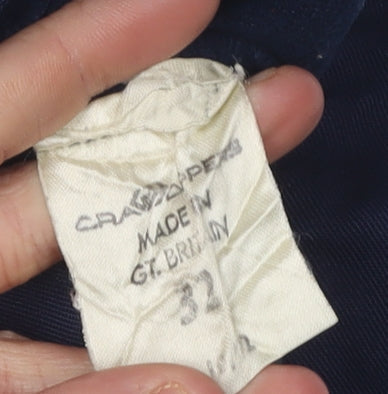 CRAGHOPPERS
MADE IN
GT. BRITAIN
32